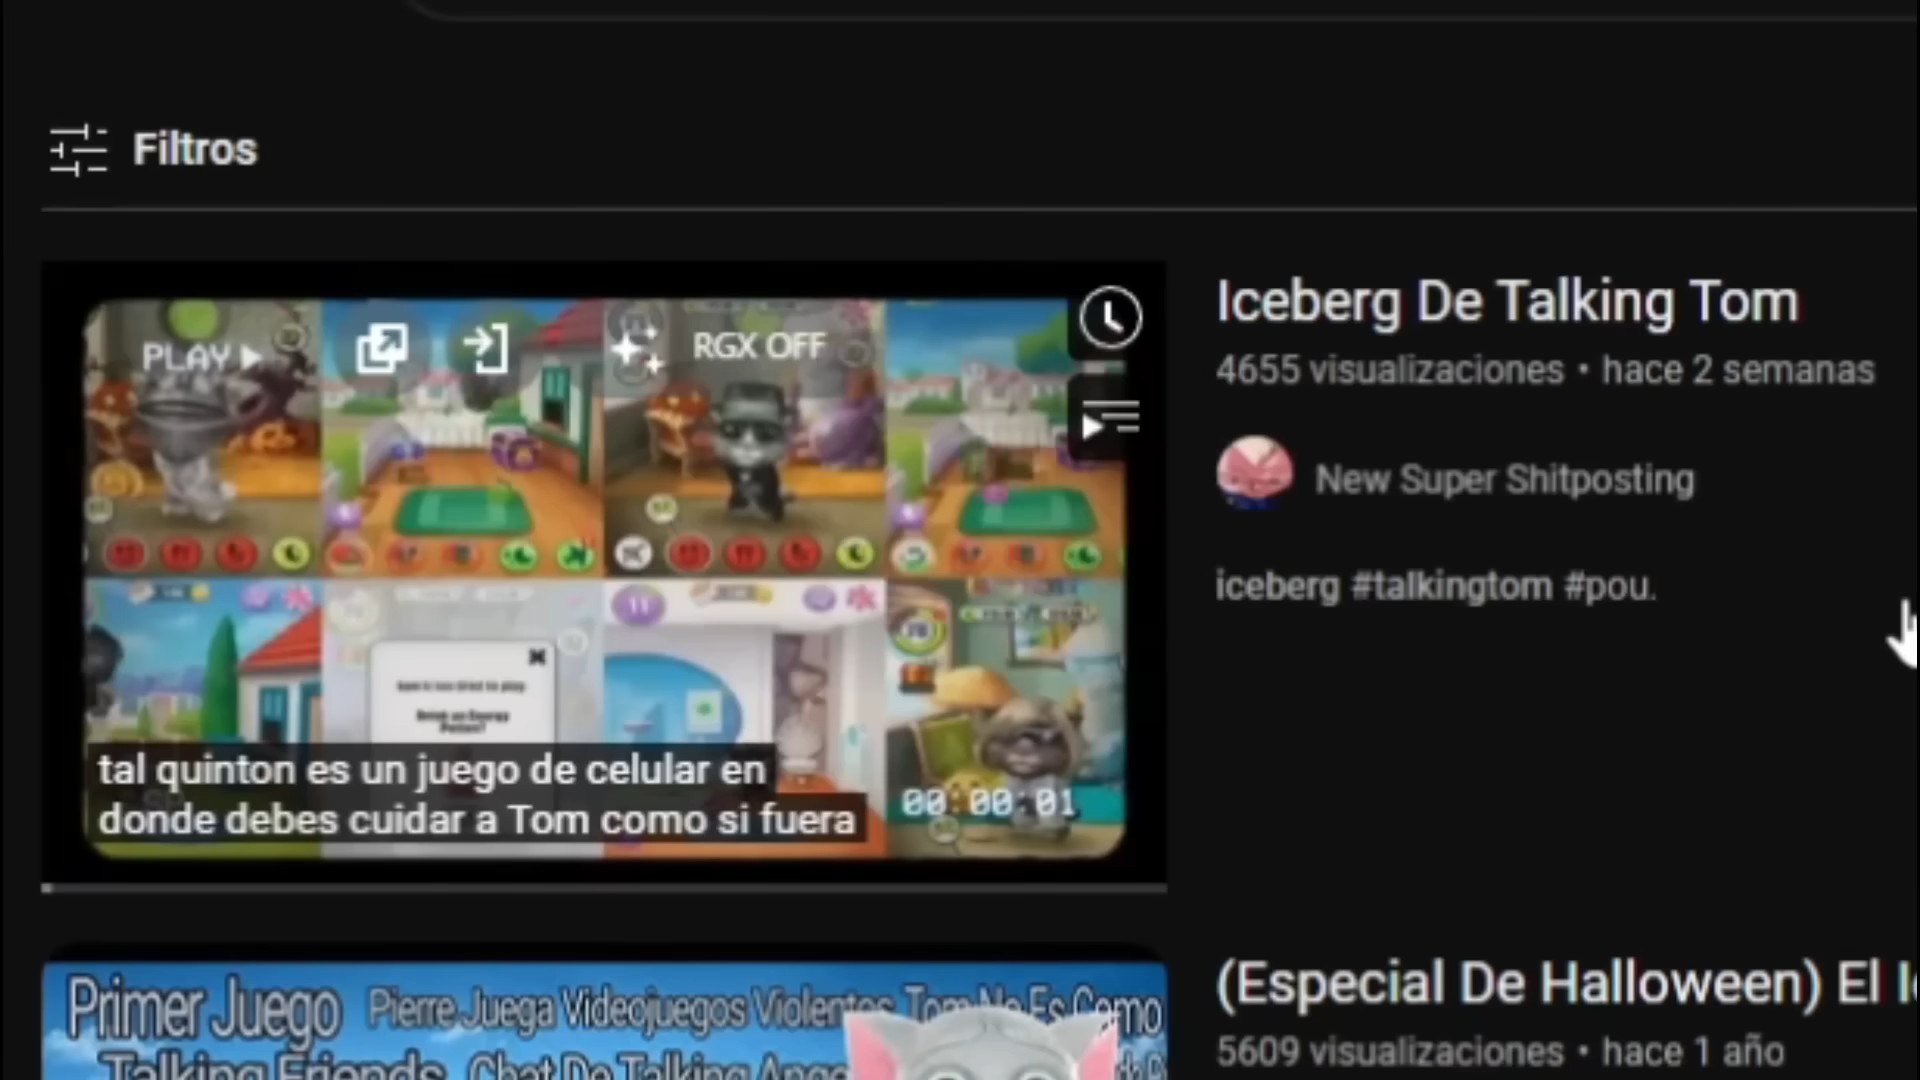 Filtros
PLAY
RGX OFF
tal quinton es un juego de celular en
donde debes cuidar a Tom como si fuera
00:00:01
Iceberg De Talking Tom
4655 visualizaciones • hace 2 semanas
New Super Shitposting
iceberg #talkingtom #pou.
Primer Juego
Pierre Juega Videojuegos Violentos
Tom No Es Como
Talking Friends
Chat De Talking
(Especial De Halloween) El
5609 visualizaciones • hace 1 año